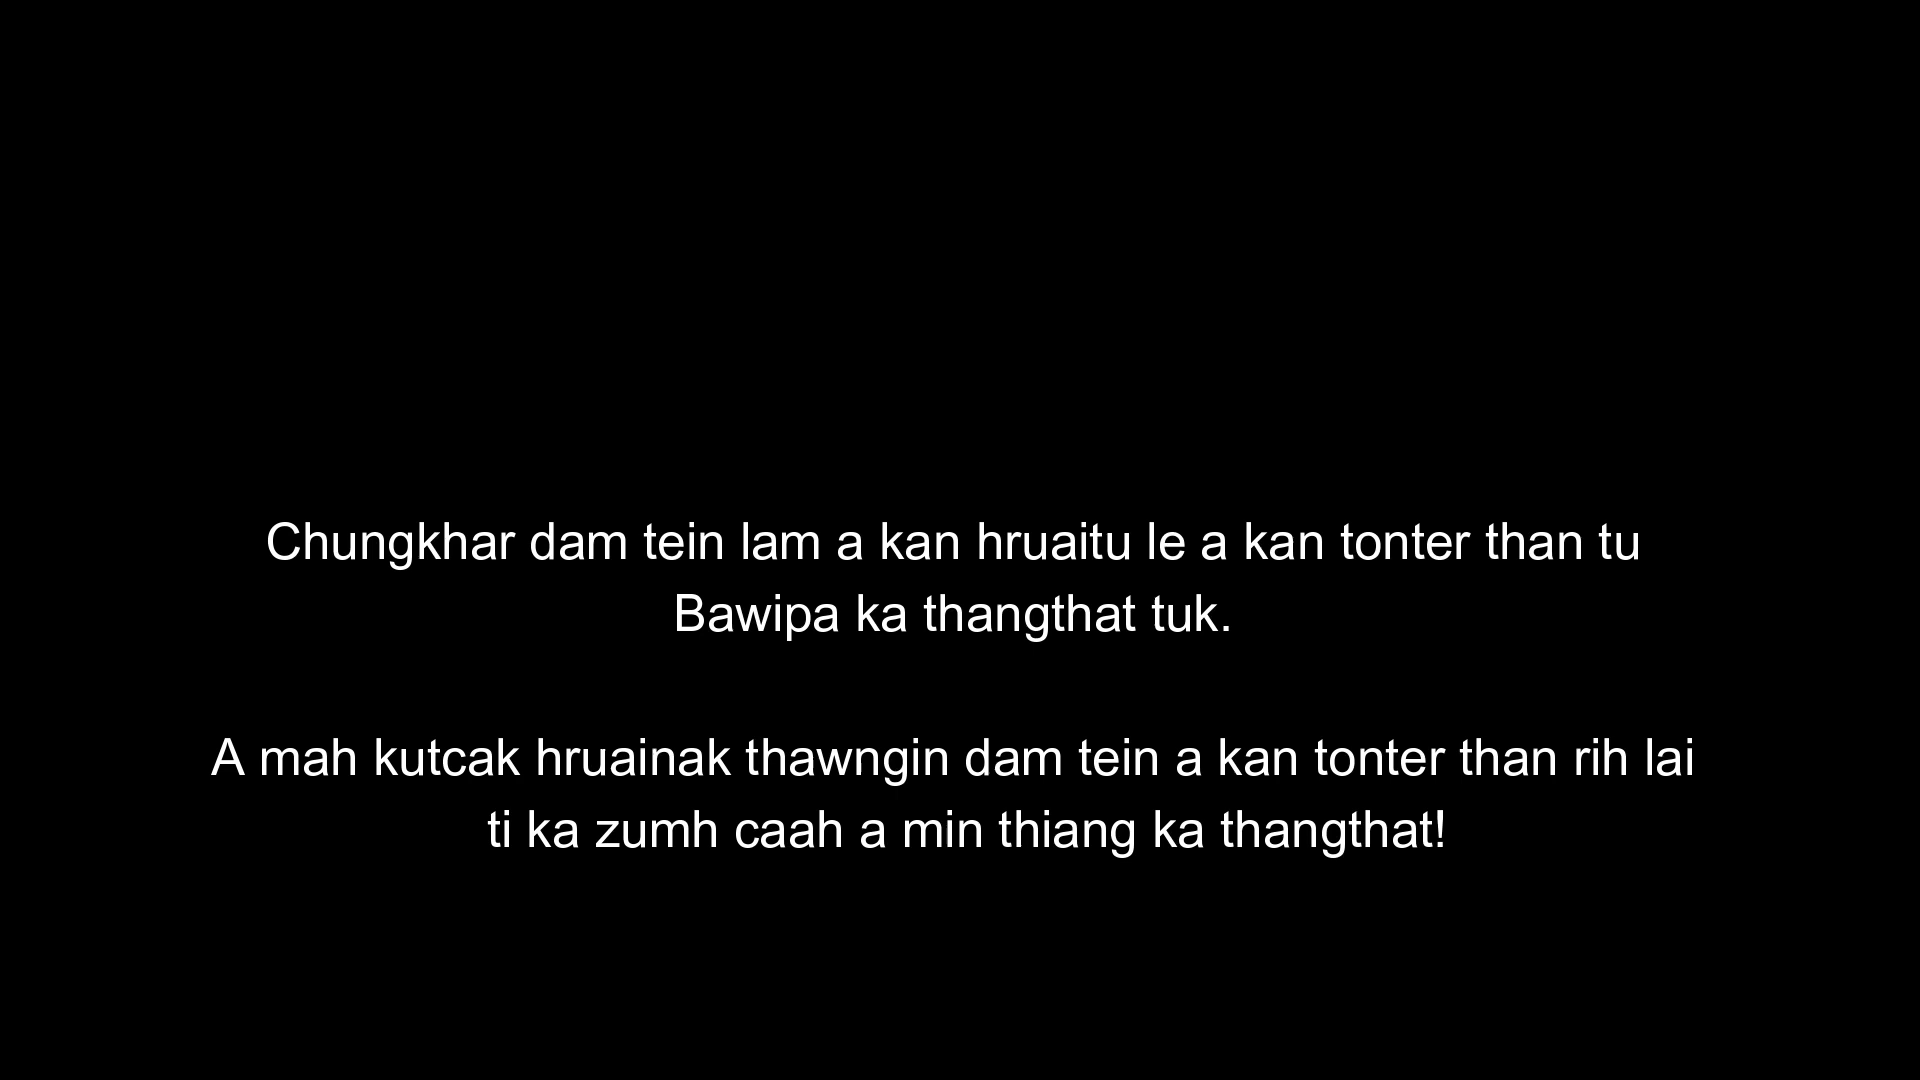 Chungkhar dam tein lam a kan hruaitu le a kan tonter than tu
Bawipa ka thangthat tuk.
A mah kutcak hruainak thawngin dam tein a kan tonter than rih lai
ti ka zumh caah a min thiang ka thangthat!